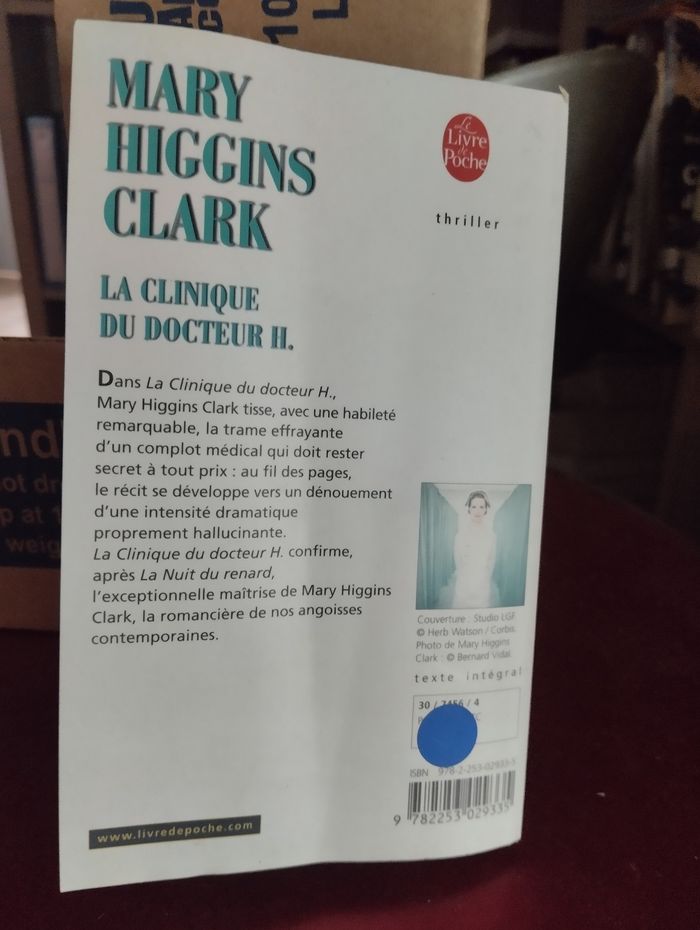 MARY
HIGGINS
CLARK
Le
Livre
de
Poche
thriller
LA CLINIQUE
DU DOCTEUR H.
Dans La Clinique du docteur H.,
Mary Higgins Clark tisse, avec une habileté
remarquable, la trame effrayante
d'un complot médical qui doit rester
secret à tout prix : au fil des pages,
le récit se développe vers un dénouement
d'une intensité dramatique
proprement hallucinante.
La Clinique du docteur H. confirme,
après La Nuit du renard,
l'exceptionnelle maîtrise de Mary Higgins
Clark, la romancière de nos angoisses
contemporaines.
Couverture : Studio LGF
© Herb Watson / Corbis.
Photo de Mary Higgins
Clark : © Bernard Vidal.
texte intégral
30 / 7456 / 4
ISBN 978-2-253-02933-5
9 782253 029335
www.livredepoche.com